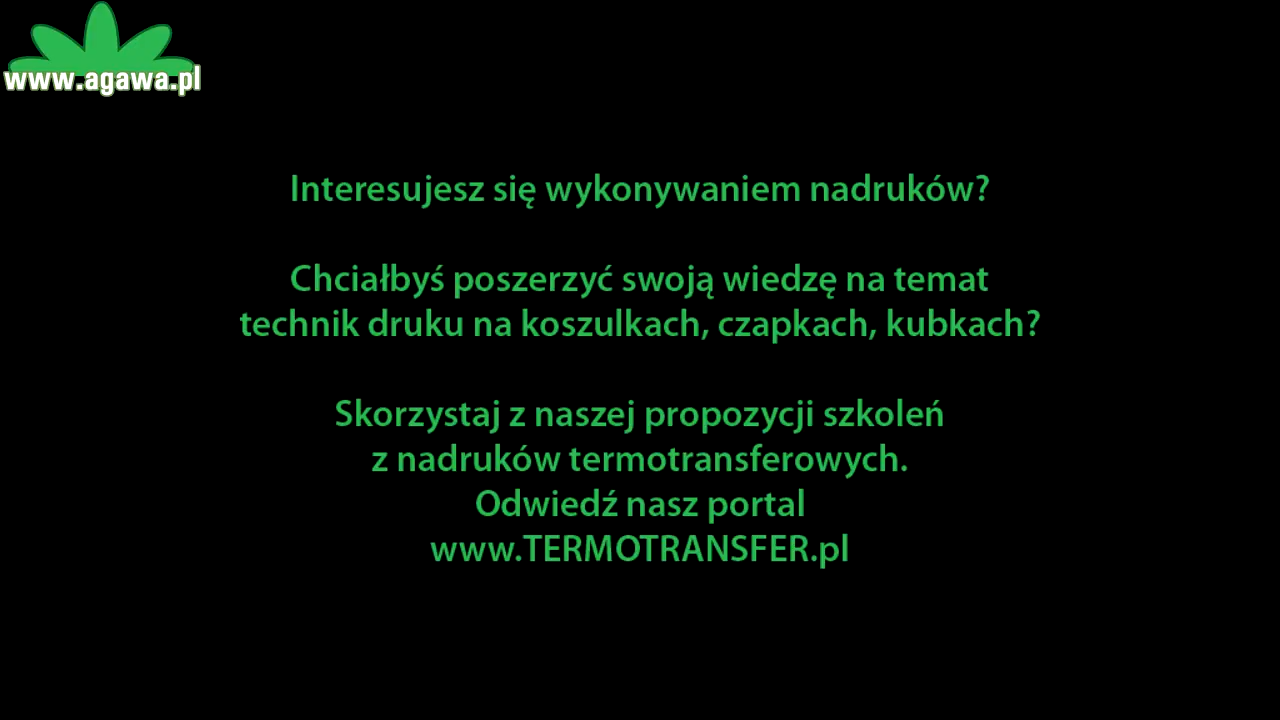 www.agawa.pl
Interesujesz się wykonywaniem nadruków?
Chciałbyś poszerzyć swoją wiedzę na temat
technik druku na koszulkach, czapkach, kubkach?
Skorzystaj z naszej propozycji szkoleń
z nadruków termotransferowych.
Odwiedź nasz portal
www.TERMOTRANSFER.pl